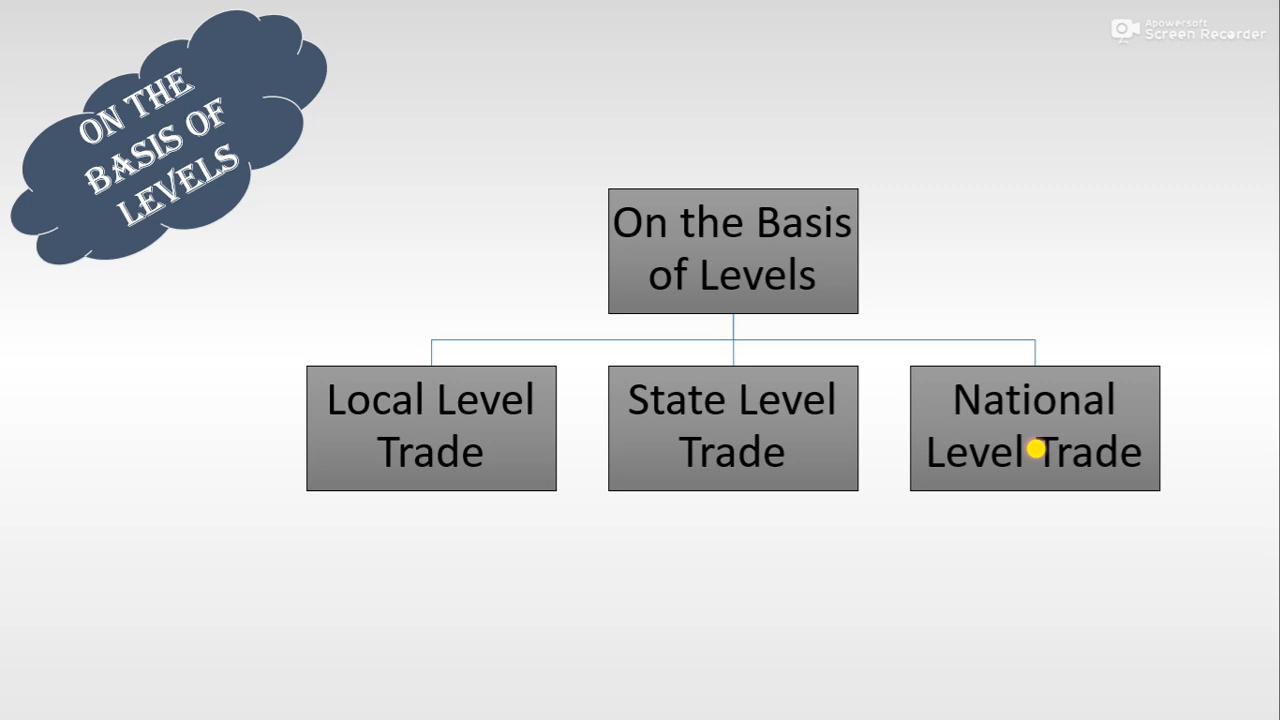 Apowersoft
Screen Recorder
ON THE
BASIS OF
LEVELS
On the Basis
of Levels
Local Level
Trade
State Level
Trade
National
Level Trade